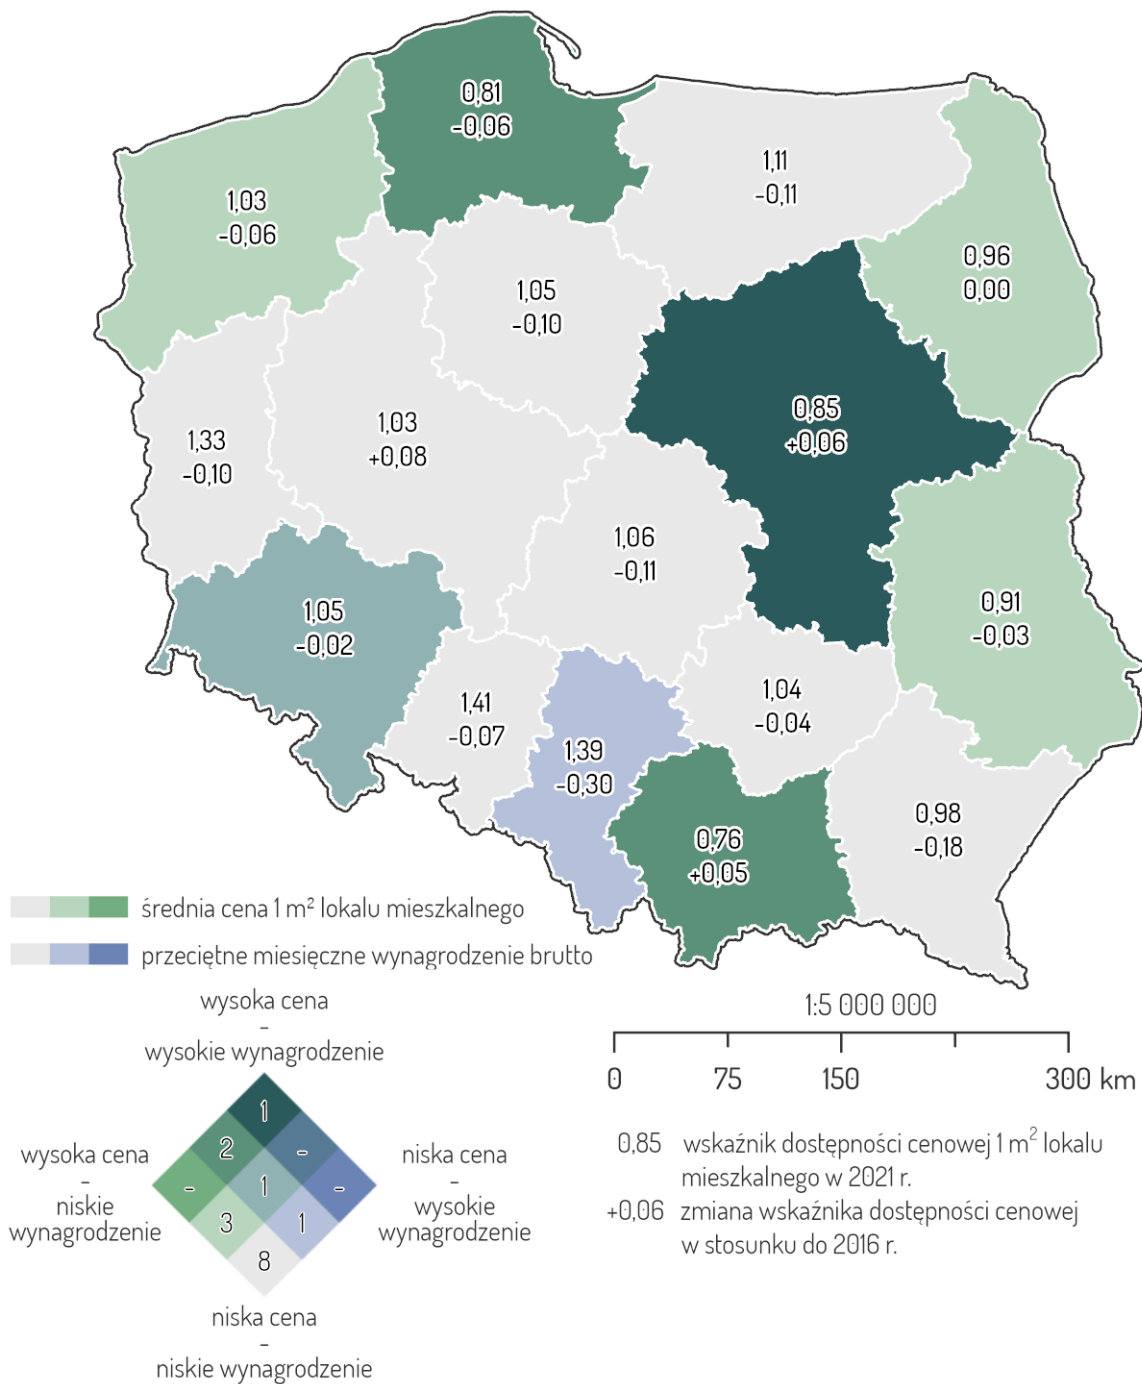 0,81
-0,06
1,11
-0,11
1,03
-0,06
0,96
0,00
1,05
-0,10
0,85
+0,06
1,03
+0,08
1,33
-0,10
1,06
-0,11
1,05
-0,02
0,91
-0,03
1,41
-0,07
1,04
-0,04
1,39
-0,30
0,98
-0,18
0,76
+0,05
średnia cena 1 m² lokalu mieszkalnego
przeciętne miesięczne wynagrodzenie brutto
wysoka cena
-
wysokie wynagrodzenie
wysoka cena
-
niskie
wynagrodzenie
1
2
-
-
1
-
3
1
8
niska cena
-
wysokie
wynagrodzenie
niska cena
-
niskie wynagrodzenie
1:5 000 000
0 75 150 300 km
0,85 wskaźnik dostępności cenowej 1 m² lokalu
mieszkalnego w 2021 r.
+0,06 zmiana wskaźnika dostępności cenowej
w stosunku do 2016 r.